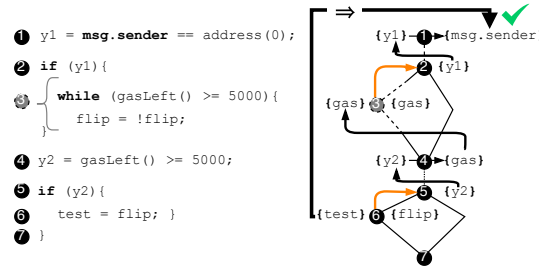 1 y1 = msg.sender == address(0);
2 if (y1){
3 while (gasLeft() >= 5000){
flip = !flip;
}
4 y2 = gasLeft() >= 5000;
5 if (y2){
6 test = flip; }
7 }
⇒
{y1} 1 {msg.sender
2 {y1}
{gas} 3 {gas}
{y2} 4 {gas}
5 {y2}
{test} 6 {flip}
7